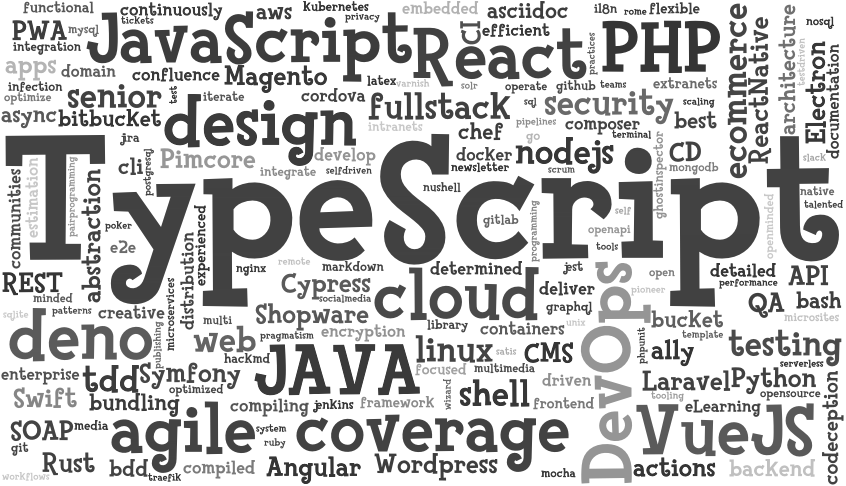 functional
continuously
tickets
aws
Kubernetes
privacy
embedded
asciidoc
i18n
rome
flexible
nosql
PWA
mysql
integration
JavaScript
React
CI
efficient
practices
PHP
ecommerce
ReactNative
architecture
testdriven
Electron
documentation
apps
domain
confluence
Magento
latex
varnish
solr
operate
github
teams
extranets
infection
optimize
senior
test
iterate
cordova
fullstack
sql
security
scaling
async
bitbucket
design
intranets
chef
pipelines
go
composer
terminal
best
jira
cli
postgresql
Pimcore
develop
integrate
selfdriven
docker
newsletter
nushell
nodejs
scrum
CD
mongodb
ghostinspector
slack
TypeScript
communities
estimation
pairprogramming
abstraction
poker
e2e
distribution
experienced
gitlab
programming
self
openapi
tools
openminded
native
talented
REST
minded
nginx
remote
markdown
determined
jest
open
detailed
performance
API
sqlite
patterns
creative
microservices
multi
Cypress
socialmedia
Shopware
cloud
deliver
graphql
DevOps
pioneer
bucket
QA
bash
microsites
deno
publishing
web
hackmd
pragmatism
encryption
library
containers
unix
phpunit
template
ally
testing
serverless
enterprise
tdd
Symfony
optimized
JAVA
linux
satis
CMS
focused
multimedia
driven
Laravel
Python
opensource
tooling
Swift
bundling
compiling
jenkins
framework
wizard
shell
frontend
eLearning
codeception
SOAP
media
git
agile
system
ruby
coverage
VueJS
workflows
Rust
bdd
traefik
compiled
Angular
Wordpress
mocha
actions
backend